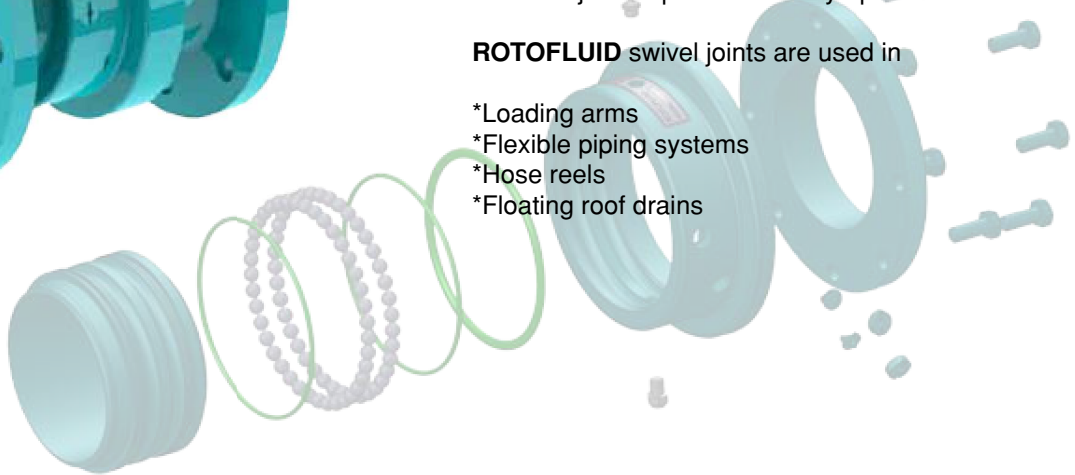 ROTOFLUID swivel joints are used in
*Loading arms
*Flexible piping systems
*Hose reels
*Floating roof drains